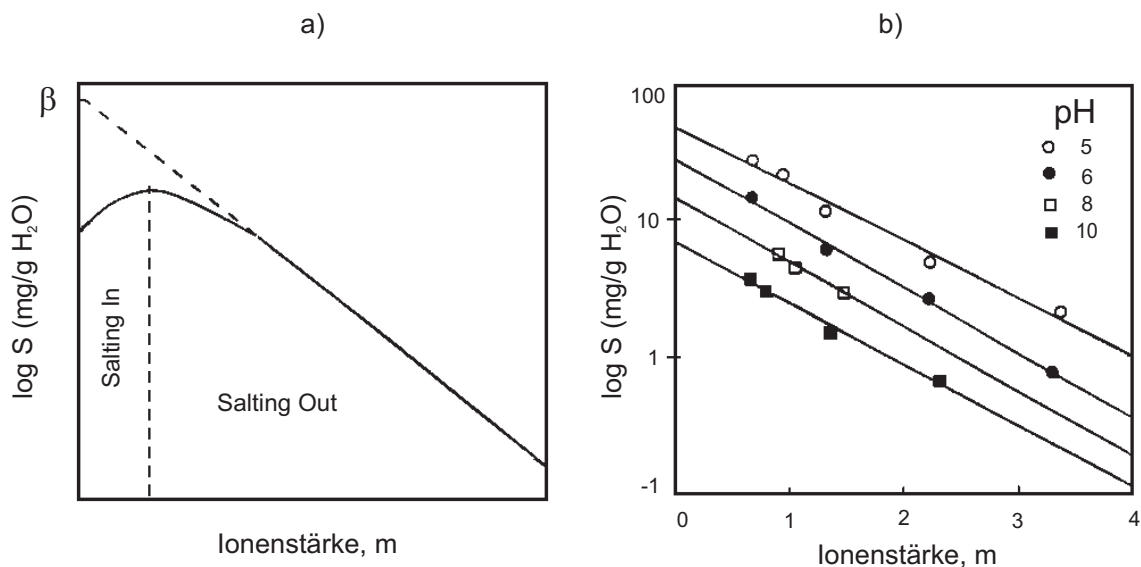 a)
β
log S (mg/g H₂O)
Salting In
Salting Out
Ionenstärke, m
b)
100
10
1
-1
log S (mg/g H₂O)
pH
5
6
8
10
0 1 2 3 4
Ionenstärke, m